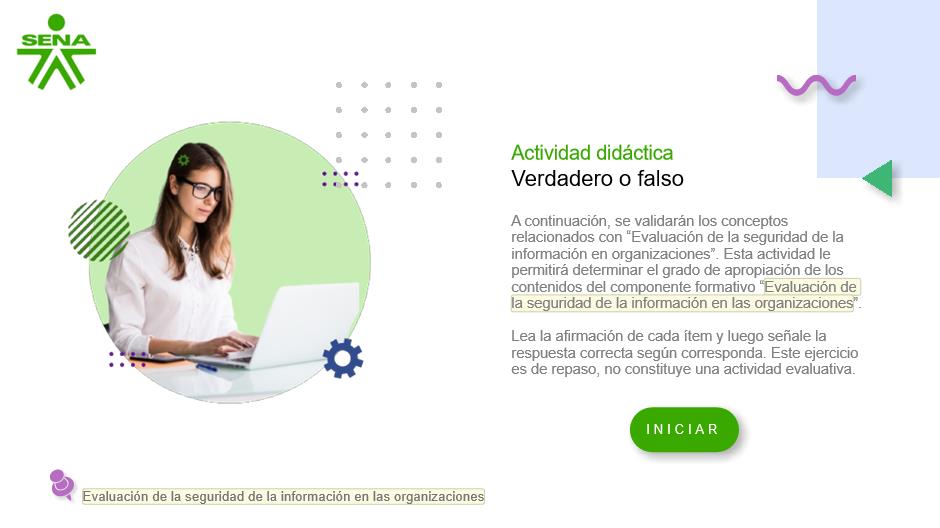 SENA
Actividad didáctica
Verdadero o falso
A continuación, se validarán los conceptos
relacionados con “Evaluación de la seguridad de la
información en organizaciones”. Esta actividad le
permitirá determinar el grado de apropiación de los
contenidos del componente formativo “Evaluación de
la seguridad de la información en las organizaciones”.
Lea la afirmación de cada ítem y luego señale la
respuesta correcta según corresponda. Este ejercicio
es de repaso, no constituye una actividad evaluativa.
INICIAR
Evaluación de la seguridad de la información en las organizaciones